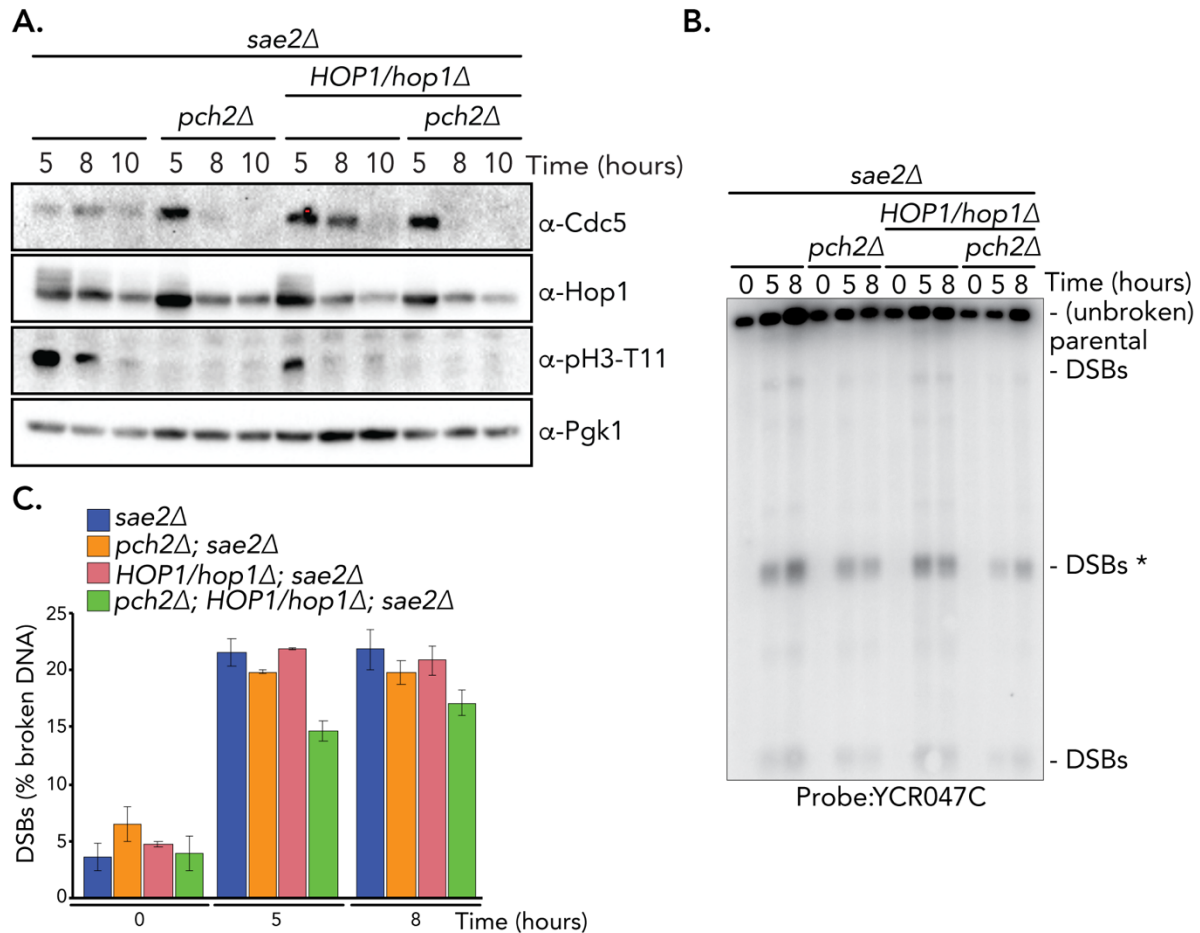 A.
sae2Δ
HOP1/hop1Δ
pch2Δ pch2Δ
5 8 10 5 8 10 5 8 10 5 8 10 Time (hours)
α-Cdc5
α-Hop1
α-pH3-T11
α-Pgk1
B.
sae2Δ
HOP1/hop1Δ
pch2Δ pch2Δ
0 5 8 0 5 8 0 5 8 0 5 8 Time (hours)
- (unbroken)
parental
- DSBs
- DSBs *
- DSBs
Probe:YCR047C
C.
sae2Δ
pch2Δ; sae2Δ
HOP1/hop1Δ; sae2Δ
pch2Δ; HOP1/hop1Δ; sae2Δ
DSBs (% broken DNA)
25
20
15
10
5
0
0 5 8 Time (hours)